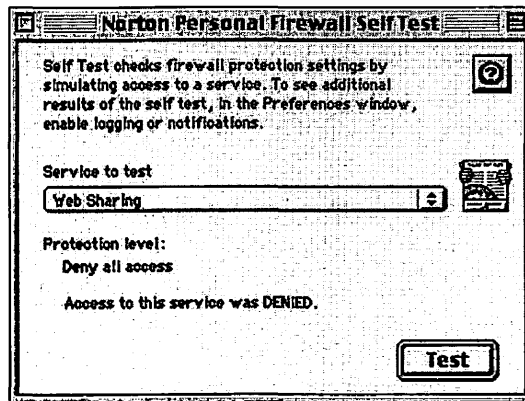 Norton Personal Firewall Self Test
Self Test checks firewall protection settings by
simulating access to a service. To see additional
results of the self test, in the Preferences window,
enable logging or notifications.
Service to test
Web Sharing
Protection level:
Deny all access
Access to this service was DENIED.
Test